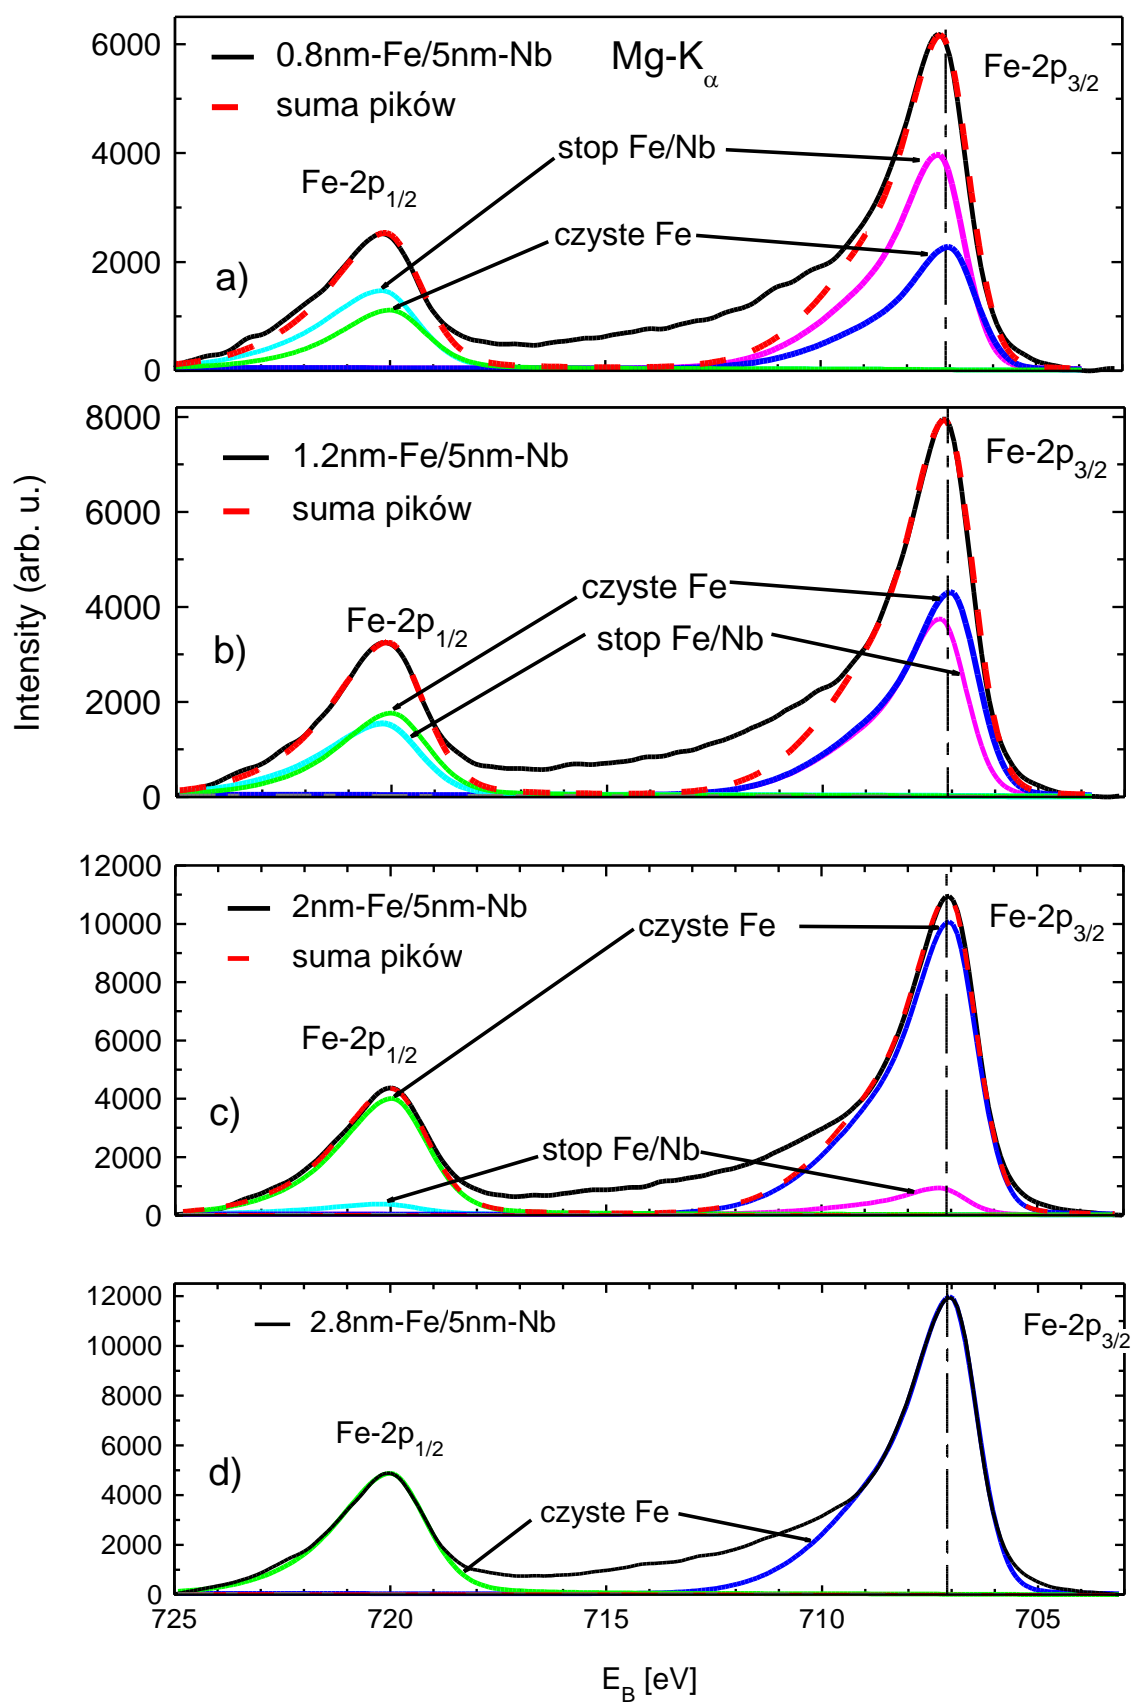 Intensity (arb. u.)
6000
4000
2000
0
0.8nm-Fe/5nm-Nb
suma pików
Mg-Kα
Fe-2p3/2
stop Fe/Nb
Fe-2p1/2
czyste Fe
a)
8000
6000
4000
2000
0
1.2nm-Fe/5nm-Nb
suma pików
Fe-2p3/2
czyste Fe
Fe-2p1/2
stop Fe/Nb
b)
12000
10000
8000
6000
4000
2000
0
2nm-Fe/5nm-Nb
suma pików
czyste Fe
Fe-2p3/2
Fe-2p1/2
c)
stop Fe/Nb
12000
10000
8000
6000
4000
2000
0
2.8nm-Fe/5nm-Nb
Fe-2p3/2
Fe-2p1/2
d)
czyste Fe
725 720 715 710 705
EB [eV]